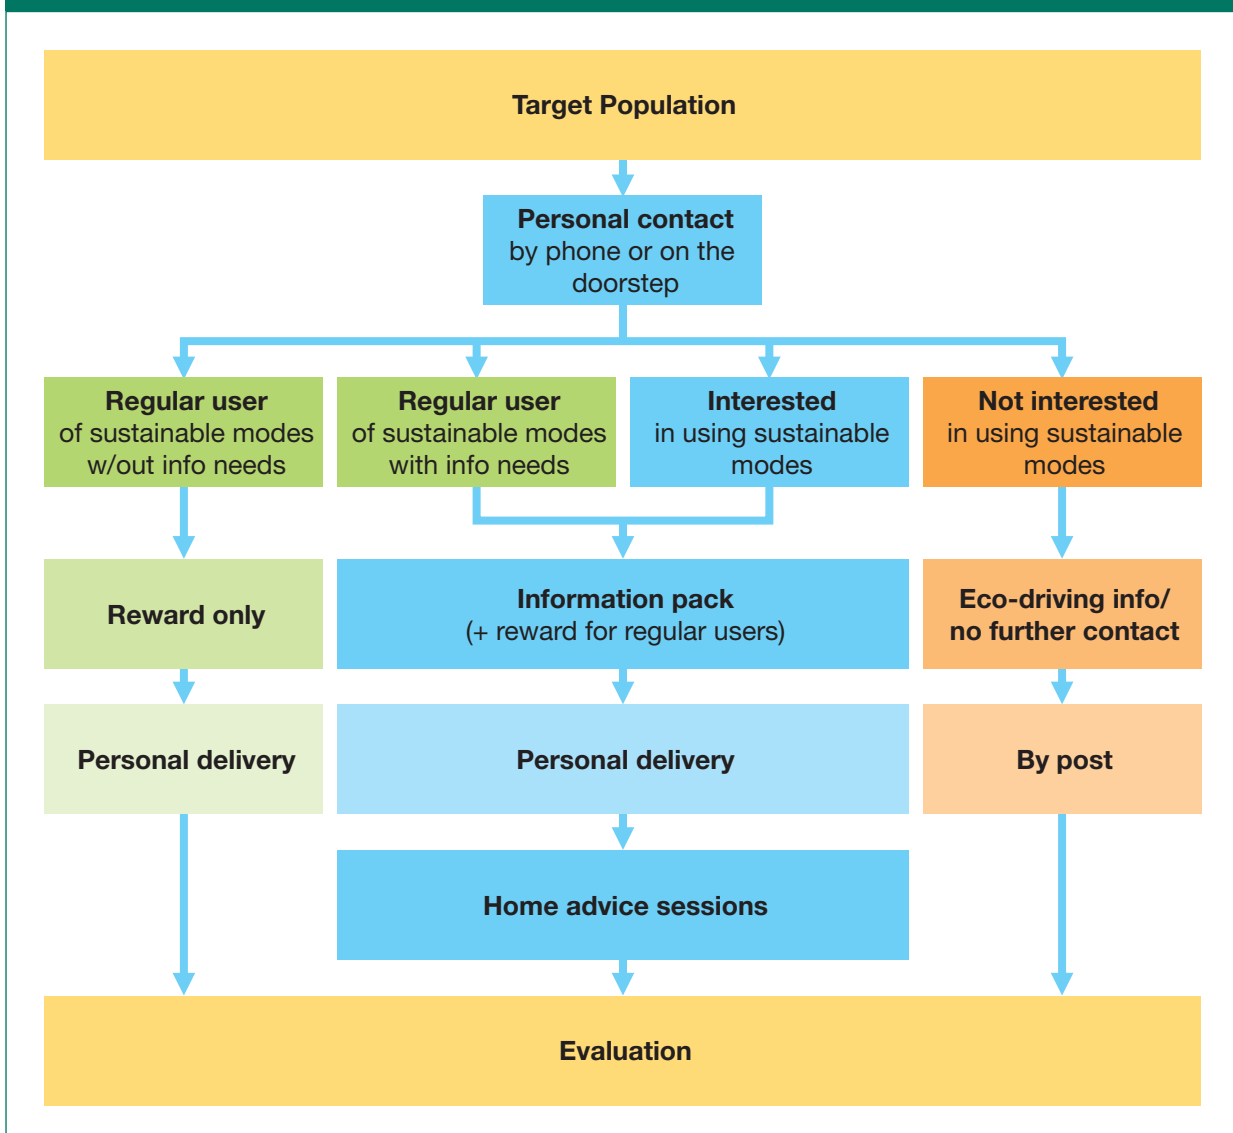 Target Population
Personal contact
by phone or on the
doorstep
Regular user
of sustainable modes
w/out info needs
Regular user
of sustainable modes
with info needs
Interested
in using sustainable
modes
Not interested
in using sustainable
modes
Reward only
Information pack
(+ reward for regular users)
Eco-driving info/
no further contact
Personal delivery
Personal delivery
By post
Home advice sessions
Evaluation